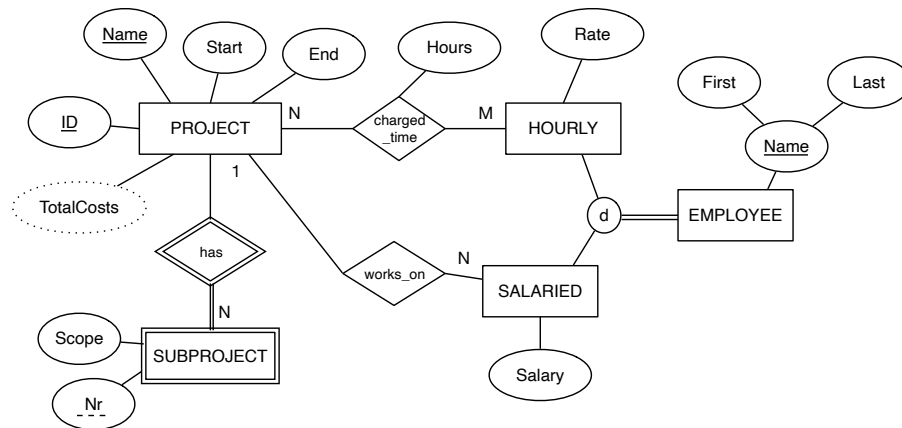 Name
Start
End
Hours
Rate
First
Last
ID
PROJECT
N
charged
_time
M
HOURLY
Name
1
TotalCosts
d
EMPLOYEE
has
works_on
N
SALARIED
N
Scope
SUBPROJECT
Salary
Nr